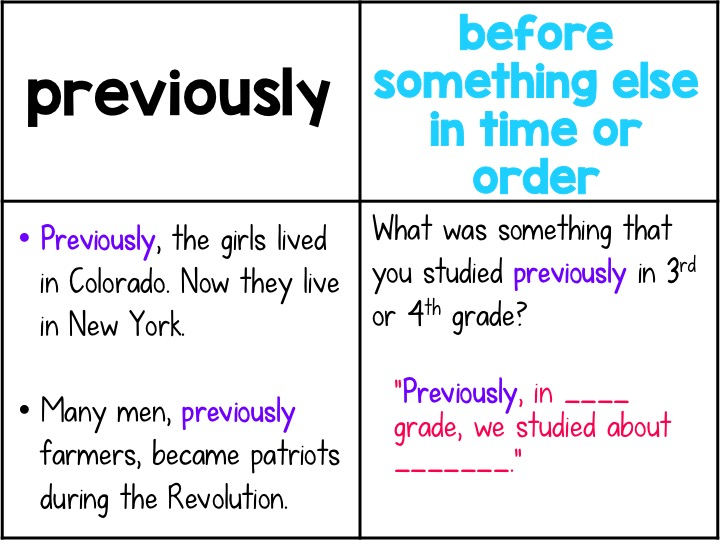 previously
before
something else
in time or
order
• Previously, the girls lived
in Colorado. Now they live
in New York.
• Many men, previously
farmers, became patriots
during the Revolution.
What was something that
you studied previously in 3rd
or 4th grade?
"Previously, in ____
grade, we studied about
_______."